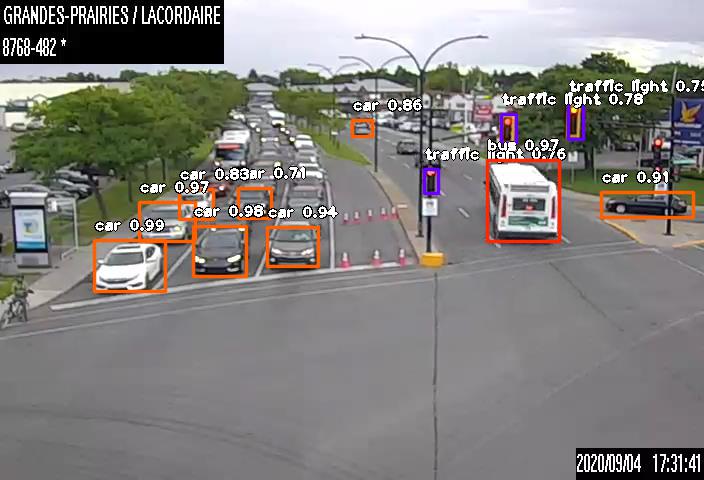 GRANDES-PRAIRIES / LACORDAIRE
8768-482 *
traffic light 0.75
traffic light 0.78
car 0.86
bus 0.97
traffic light 0.76
car 0.83
car 0.71
car 0.97
car 0.91
car 0.98
car 0.94
car 0.99
2020/09/04 17:31:41